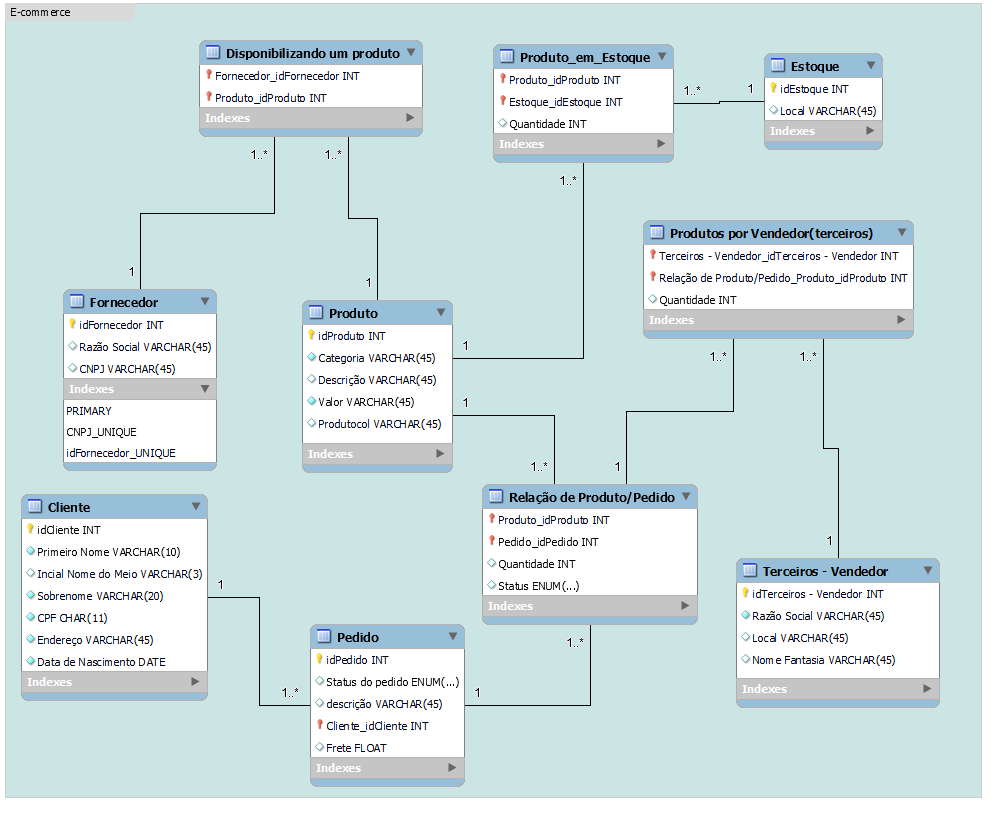 E-commerce
Disponibilizando um produto
Fornecedor_idFornecedor INT
Produto_idProduto INT
Indexes
1..*
1..*
Produto_em_Estoque
Produto_idProduto INT
Estoque_idEstoque INT
Quantidade INT
Indexes
1..*
1
1..*
Estoque
idEstoque INT
Local VARCHAR(45)
Indexes
Produtos por Vendedor(terceiros)
Terceiros - Vendedor_idTerceiros - Vendedor INT
Relação de Produto/Pedido_Produto_idProduto INT
Quantidade INT
Indexes
1..*
1..*
1
Fornecedor
idFornecedor INT
Razão Social VARCHAR(45)
CNPJ VARCHAR(45)
Indexes
PRIMARY
CNPJ_UNIQUE
idFornecedor_UNIQUE
1
Produto
idProduto INT
Categoria VARCHAR(45)
Descrição VARCHAR(45)
Valor VARCHAR(45)
Produtocol VARCHAR(45)
Indexes
1
1
1..*
1
Relação de Produto/Pedido
Produto_idProduto INT
Pedido_idPedido INT
Quantidade INT
Status ENUM(...)
Indexes
1..*
Cliente
idCliente INT
Primeiro Nome VARCHAR(10)
Incial Nome do Meio VARCHAR(3)
Sobrenome VARCHAR(20)
CPF CHAR(11)
Endereço VARCHAR(45)
Data de Nascimento DATE
Indexes
1
1..*
Pedido
idPedido INT
Status do pedido ENUM(...)
descrição VARCHAR(45)
Cliente_idCliente INT
Frete FLOAT
Indexes
1
1
Terceiros - Vendedor
idTerceiros - Vendedor INT
Razão Social VARCHAR(45)
Local VARCHAR(45)
Nome Fantasia VARCHAR(45)
Indexes